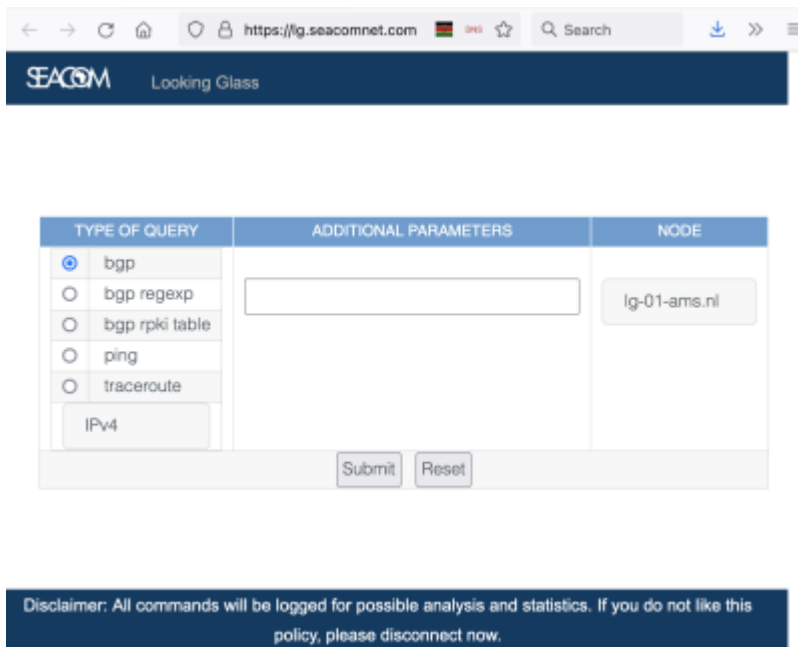 https://lg.seacomnet.com
Search
SEACOM
Looking Glass
TYPE OF QUERY
ADDITIONAL PARAMETERS
NODE
bgp
bgp regexp
bgp rpki table
ping
traceroute
IPv4
lg-01-ams.nl
Submit
Reset
Disclaimer: All commands will be logged for possible analysis and statistics. If you do not like this
policy, please disconnect now.